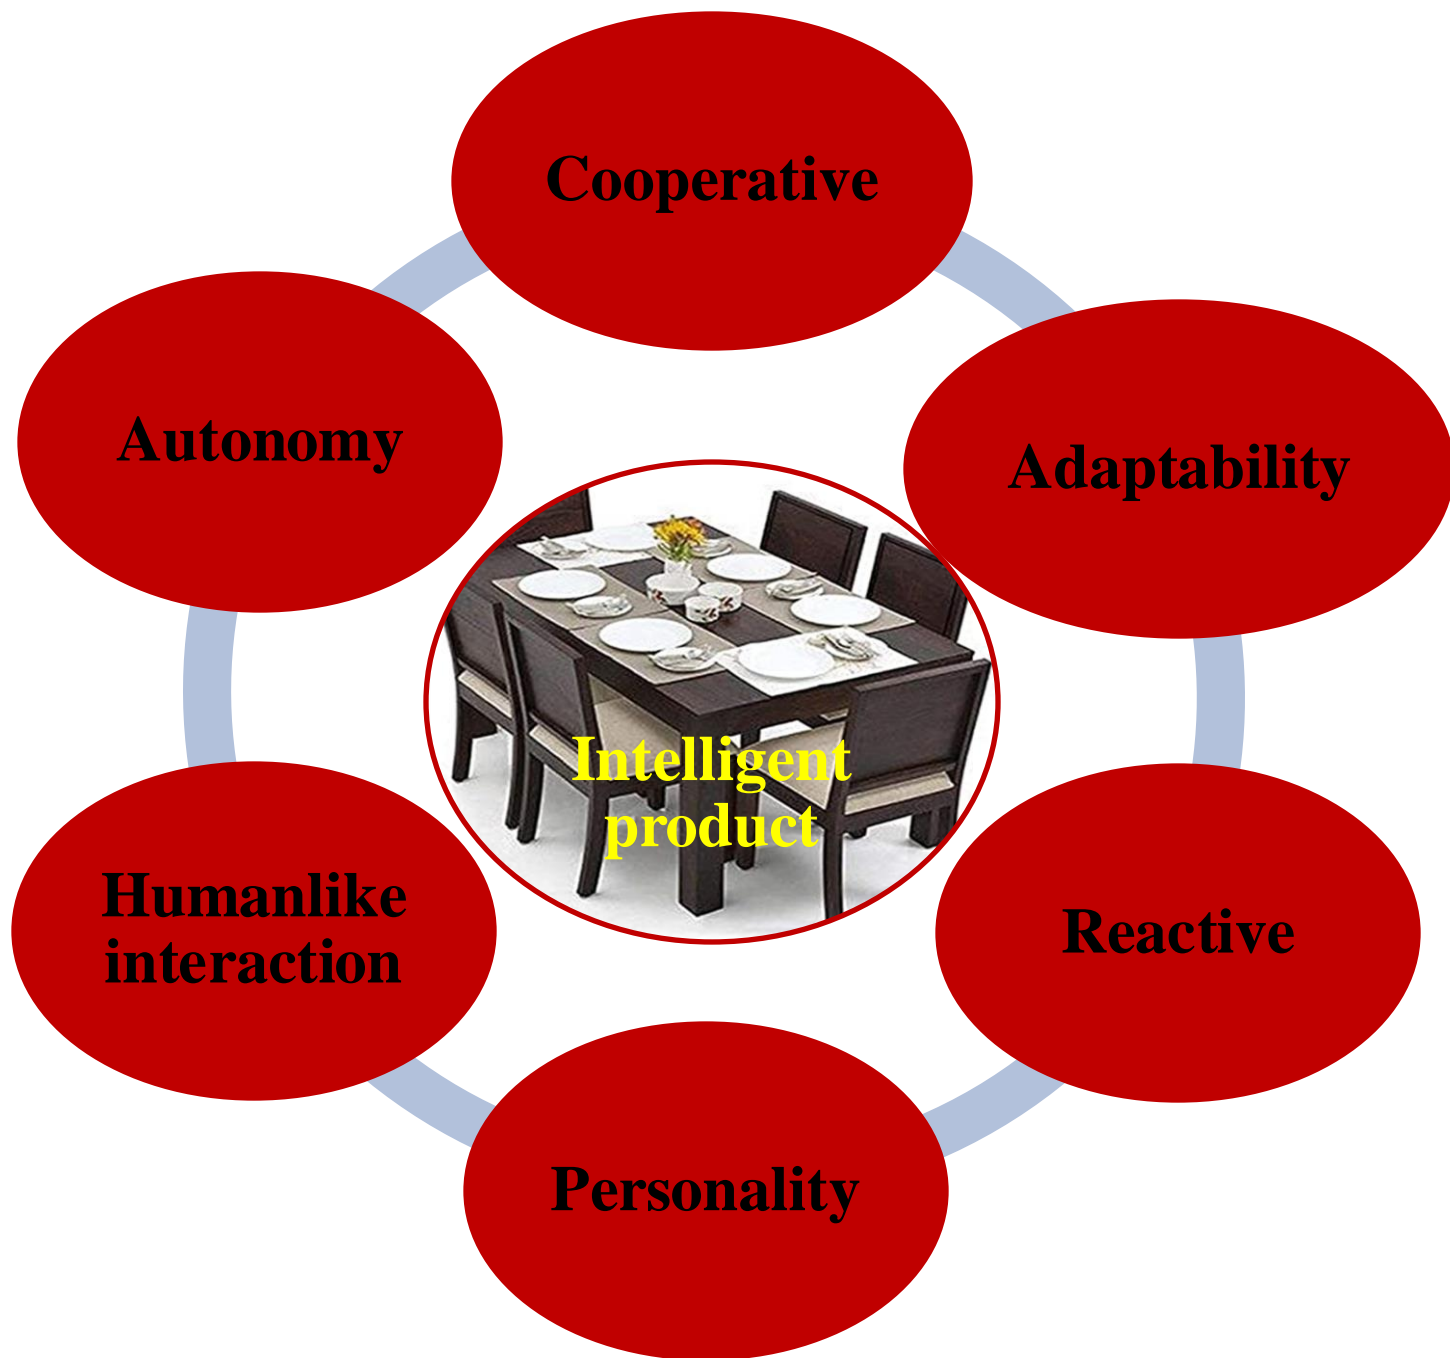 Cooperative
Autonomy
Adaptability
Intelligent
product
Humanlike
interaction
Reactive
Personality